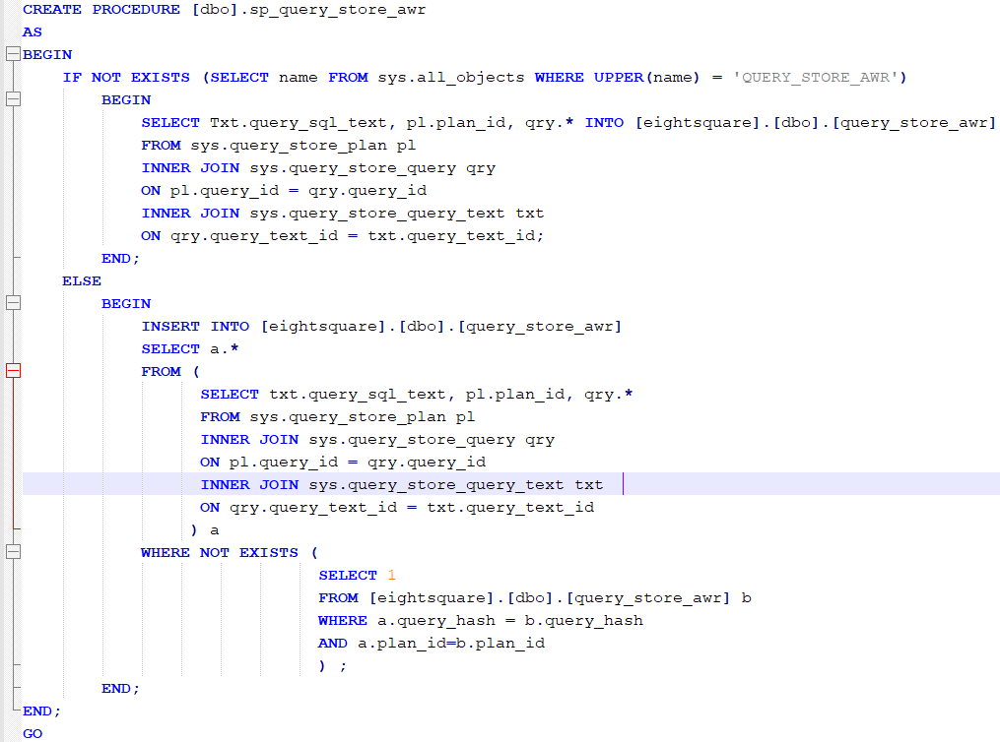 CREATE PROCEDURE [dbo].sp_query_store_awr
AS
BEGIN
IF NOT EXISTS (SELECT name FROM sys.all_objects WHERE UPPER(name) = 'QUERY_STORE_AWR')
BEGIN
SELECT Txt.query_sql_text, pl.plan_id, qry.* INTO [eightsquare].[dbo].[query_store_awr]
FROM sys.query_store_plan pl
INNER JOIN sys.query_store_query qry
ON pl.query_id = qry.query_id
INNER JOIN sys.query_store_query_text txt
ON qry.query_text_id = txt.query_text_id;
END;
ELSE
BEGIN
INSERT INTO [eightsquare].[dbo].[query_store_awr]
SELECT a.*
FROM (
SELECT txt.query_sql_text, pl.plan_id, qry.*
FROM sys.query_store_plan pl
INNER JOIN sys.query_store_query qry
ON pl.query_id = qry.query_id
INNER JOIN sys.query_store_query_text txt
ON qry.query_text_id = txt.query_text_id
) a
WHERE NOT EXISTS (
SELECT 1
FROM [eightsquare].[dbo].[query_store_awr] b
WHERE a.query_hash = b.query_hash
AND a.plan_id=b.plan_id
) ;
END;
END;
GO